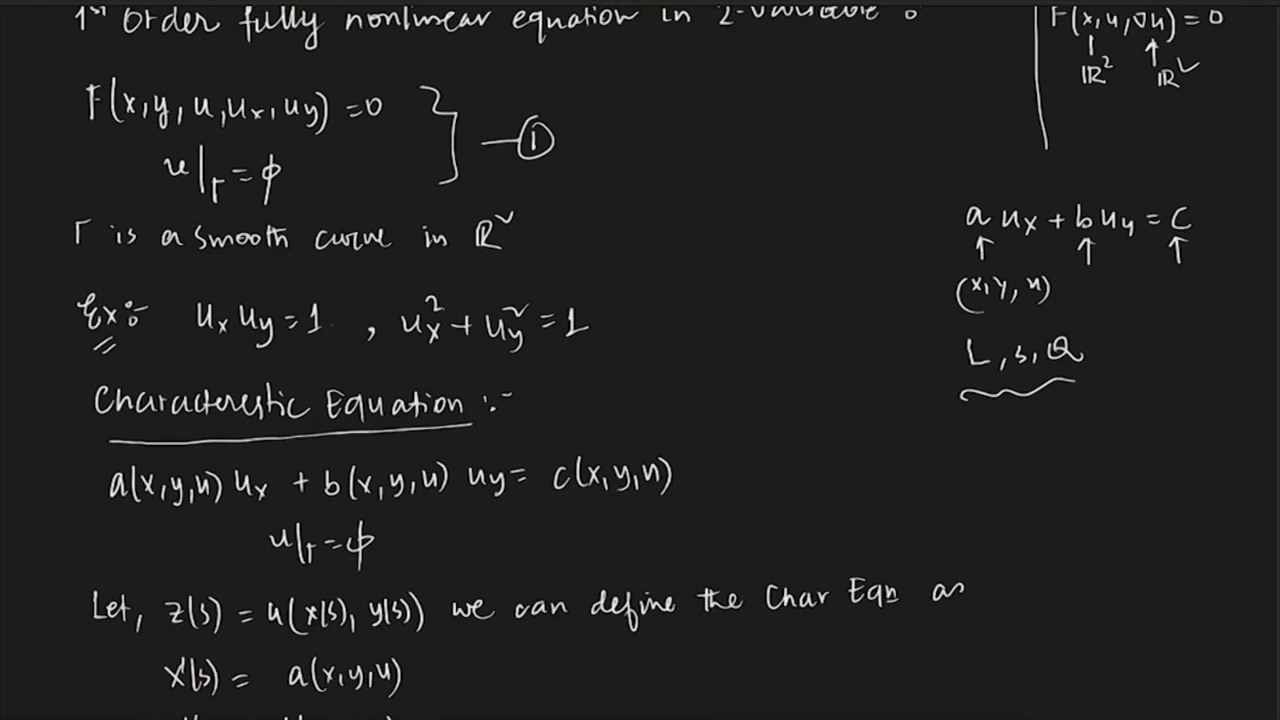 1st Order fully nonlinear equation in 2-variable :
F(x,y,u,ux,uy) = 0
u|Γ = ϕ
} — ①
Γ is a smooth curve in ℝ²
Ex :- ux uy = 1 , ux² + uy² = 1
Characterestic Equation :-
a(x,y,u) ux + b(x,y,u) uy = c(x,y,u)
u|Γ = ϕ
Let, z(s) = u(x(s), y(s)) we can define the Char Eqn as
x'(s) = a(x,y,u)
F(x,u,∇u) = 0
ℝ² ℝ²
a ux + b uy = c
(x,y,u)
L, S, Q